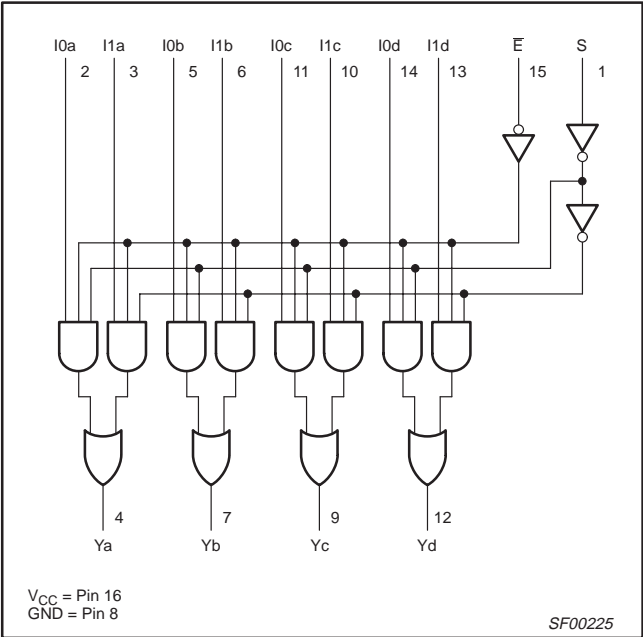 I0a I1a I0b I1b I0c I1c I0d I1d E̅ S
2 3 5 6 11 10 14 13 15 1
4 7 9 12
Ya Yb Yc Yd
VCC = Pin 16
GND = Pin 8
SF00225